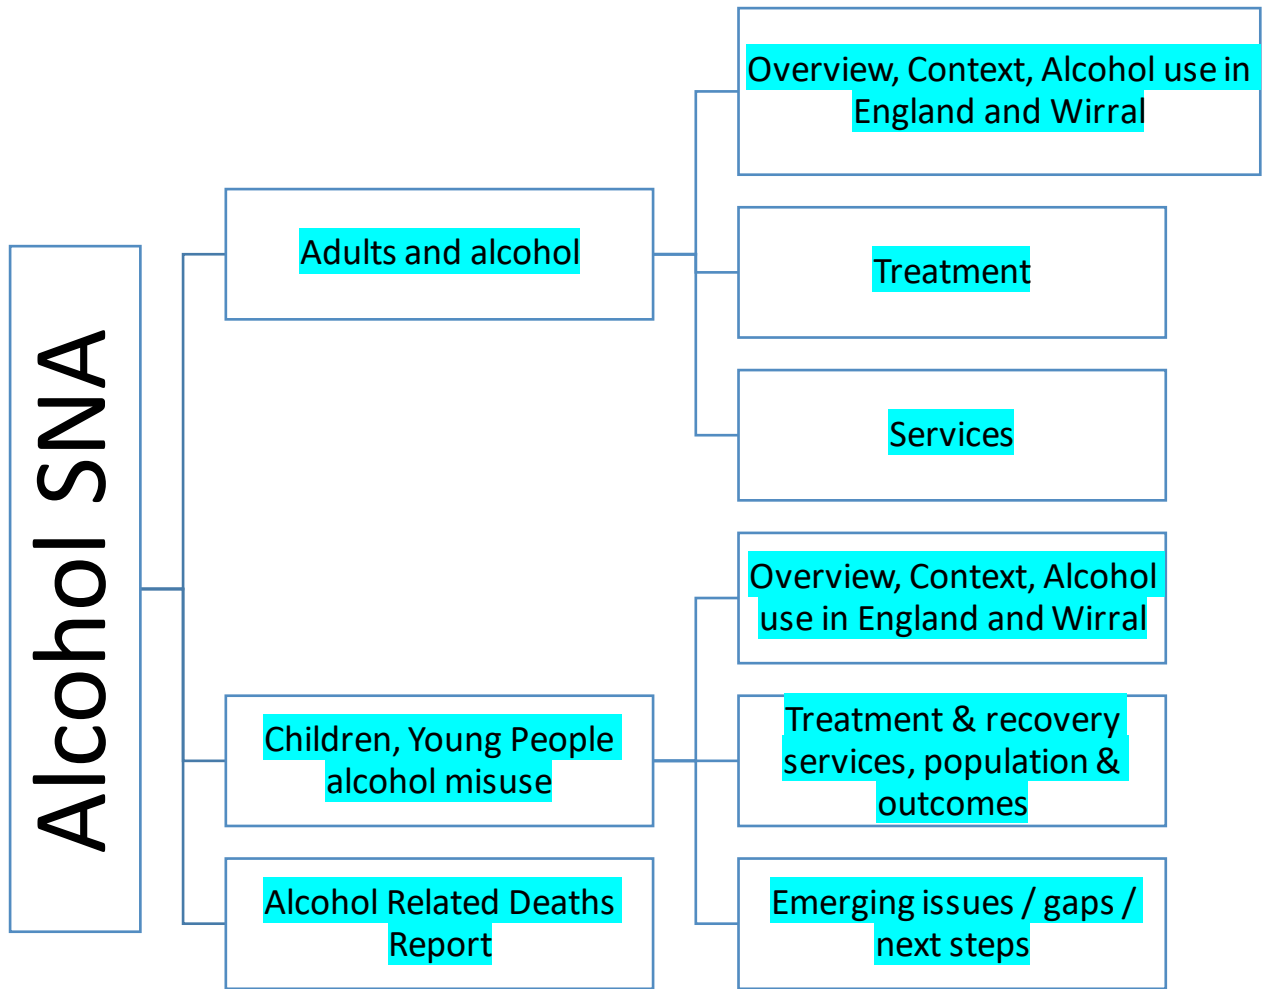 Alcohol SNA
Adults and alcohol
Overview, Context, Alcohol use in
England and Wirral
Treatment
Services
Children, Young People
alcohol misuse
Overview, Context, Alcohol
use in England and Wirral
Treatment & recovery
services, population &
outcomes
Emerging issues / gaps /
next steps
Alcohol Related Deaths
Report